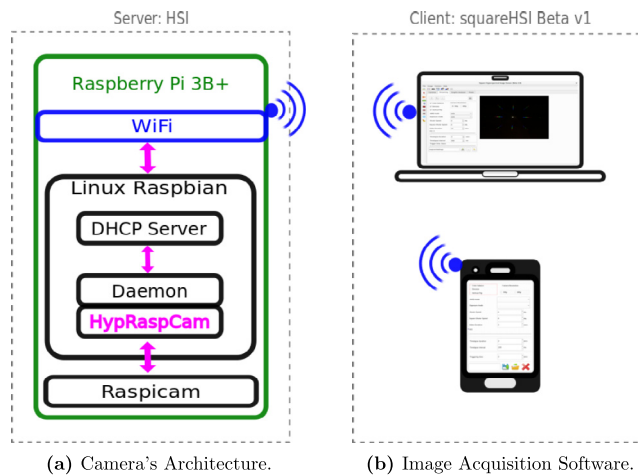 Server: HSI
Client: squareHSI Beta v1
Raspberry Pi 3B+
WiFi
Linux Raspbian
DHCP Server
Daemon
HypRaspCam
Raspicam
(a) Camera's Architecture.
(b) Image Acquisition Software.